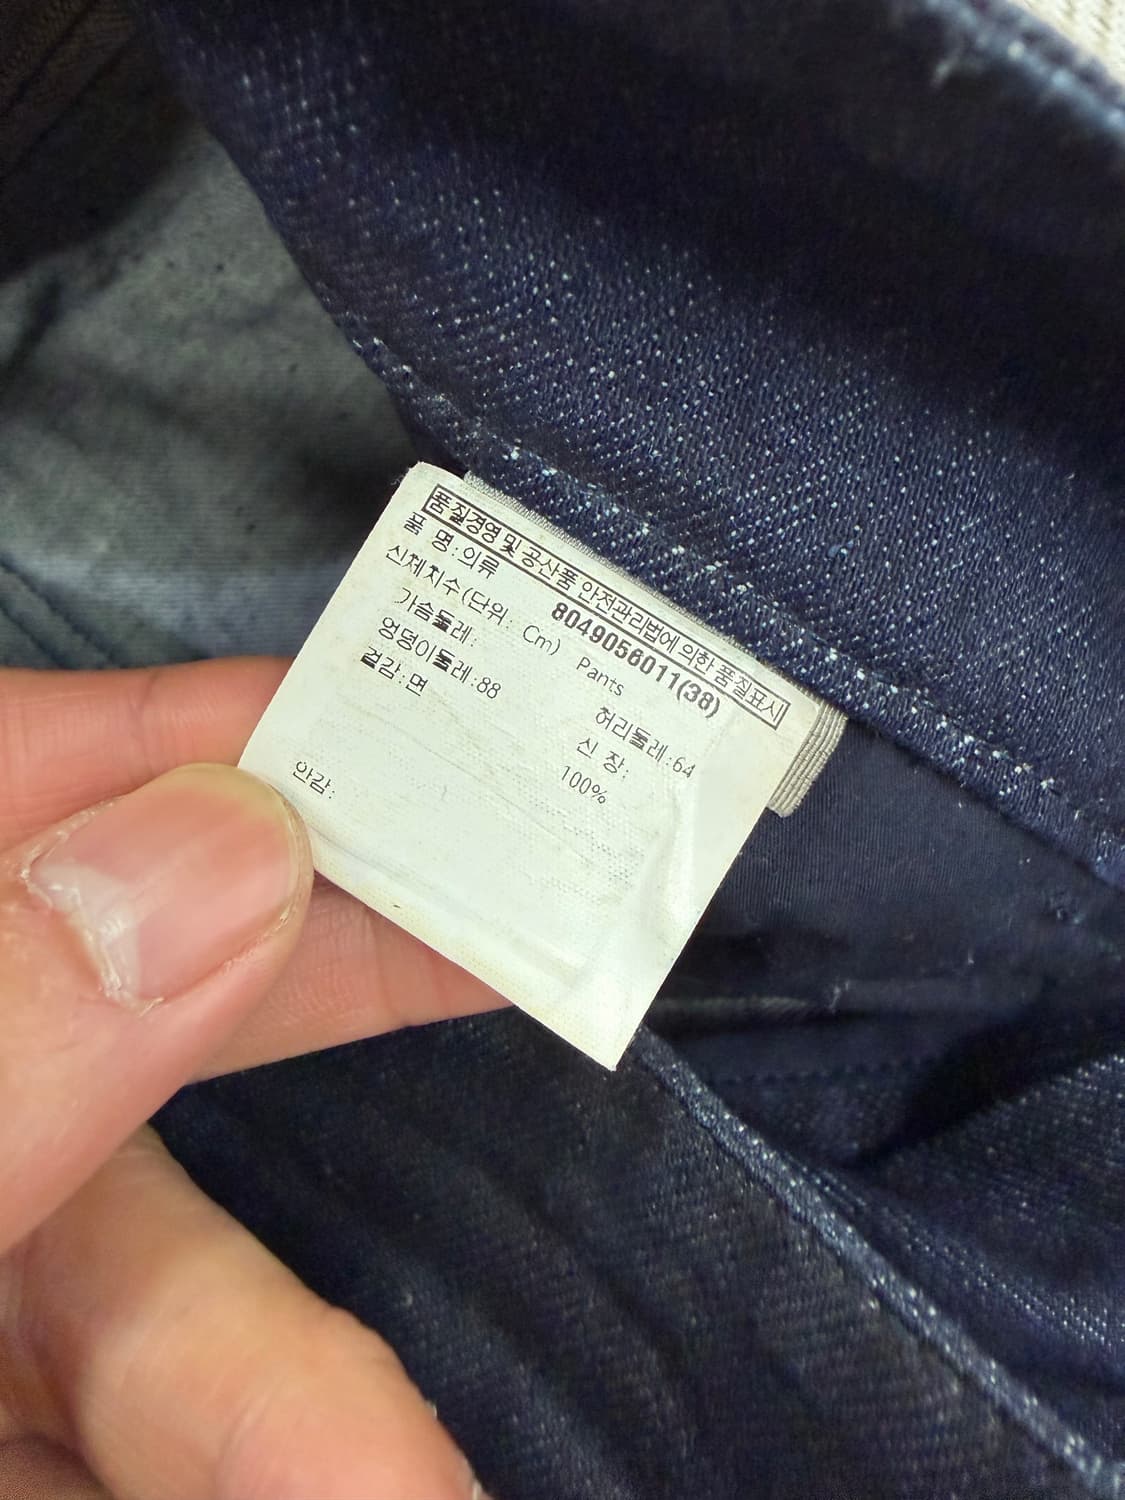 품질경영 및 공산품 안전관리법에 의한 품질표시
품 명:의류 8049056011(38)
신체치수(단위: Cm) Pants
가슴둘레: 허리둘레:64
엉덩이둘레:88 신 장:
겉감:면 100%
안감: